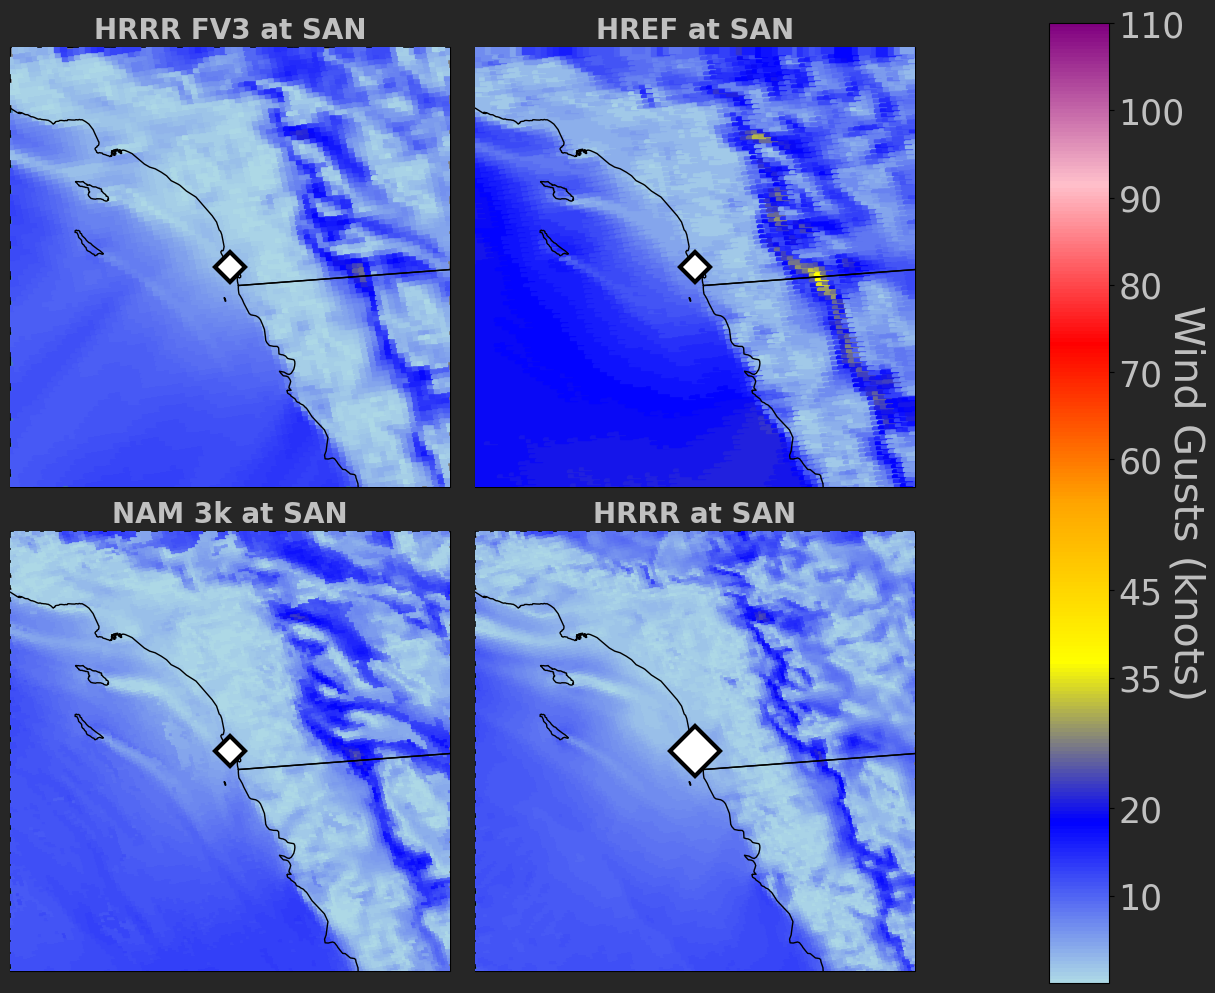 HRRR FV3 at SAN
HREF at SAN
NAM 3k at SAN
HRRR at SAN
110
100
90
80
70
60
45
35
20
10
Wind Gusts (knots)